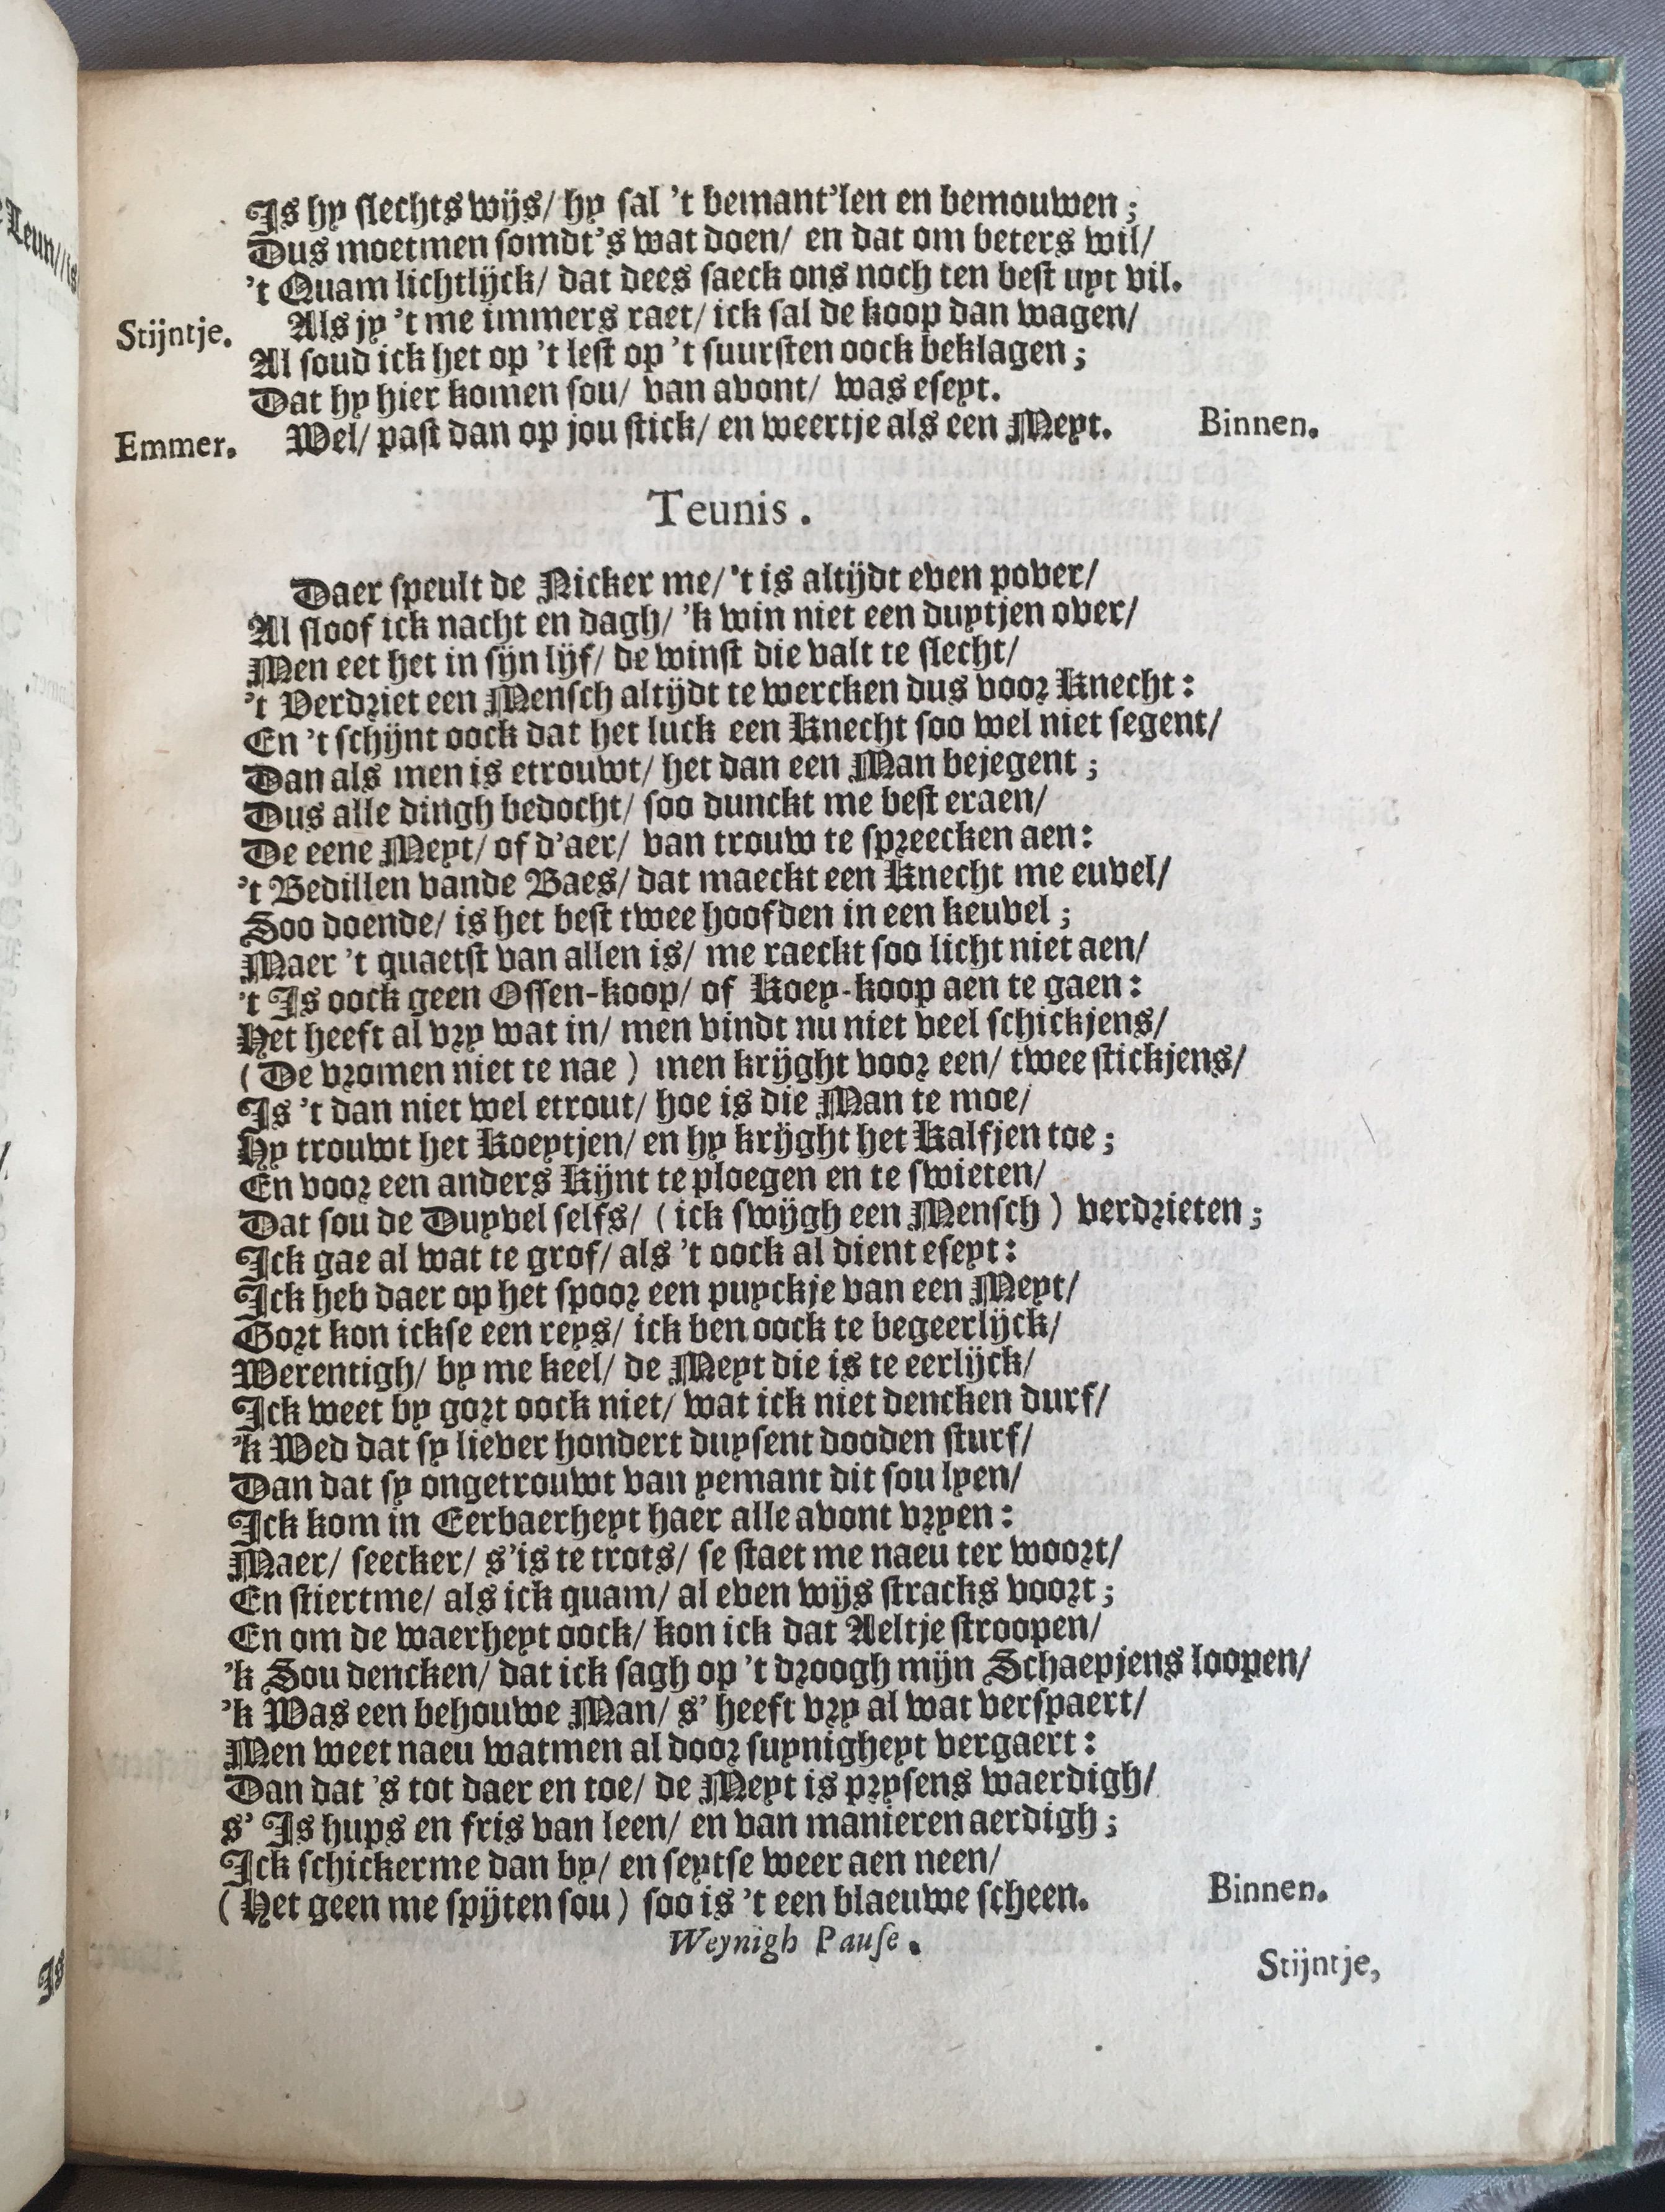 Is hy slechts wijs/ hy sal 't bemant'len en bemouwen;
Dus moetmen somdt's wat doen/ en dat om beters wil/
't Quam lichtlijck/ dat dees saeck ons noch ten best uyt vil.
Stijntje. Als jy 't me immers raet/ ick sal de koop dan wagen/
Al soud ick het op 't lest op 't suursten oock beklagen;
Dat hy hier komen sou/ van avont/ was eseyt.
Emmer. Wel/ past dan op jou stick/ en weertje als een Meyt. Binnen.
Teunis.
Daer speult de Nicker me/ 't is altijdt even pover/
Al sloof ick nacht en dagh/ 'k win niet een duytjen over/
Men eet het in sijn lijf/ de winst die valt te slecht/
't Verdriet een Mensch altijdt te wercken dus voor Knecht:
En 't schijnt oock dat het luck een Knecht soo wel niet segent/
Dan als men is etrouwt/ het dan een Man bejegent;
Dus alle dingh bedocht/ soo dunckt me best eraen/
De eene Meyt/ of d'aer/ van trouw te spreecken aen:
't Bedillen vande Baes/ dat maeckt een Knecht me euvel/
Soo doende/ is het best twee hoofden in een keuvel;
Maer 't quaetst van allen is/ me raeckt soo licht niet aen/
't Is oock geen Ossen-koop/ of Koey-koop aen te gaen:
Het heeft al vry wat in/ men vindt nu niet veel schickjens/
(De vromen niet te nae) men krijght voor een/ twee stickjens/
Is 't dan niet wel etrout/ hoe is die Man te moe/
Hy trouwt het Koeytjen/ en hy krijght het Kalfjen toe;
En voor een anders Kijnt te ploegen en te swieten/
Dat sou de Duyvel selfs/ (ick swijgh een Mensch) verdrieten;
Ick gae al wat te grof/ als 't oock al dient eseyt:
Ick heb daer op het spoor een puyckje van een Meyt/
Gort kon ickse een reys/ ick ben oock te begeerlijck/
Werentigh/ by me keel/ de Meyt die is te eerlijck/
Ick weet by gort oock niet/ wat ick niet dencken durf/
'k Wed dat sy liever hondert duysent dooden sturf/
Dan dat sy ongetrouwt van yemant dit sou lyen/
Ick kom in Eerbaerheyt haer alle avont vryen:
Maer/ seecker/ s'is te trots/ se staet me naeu ter woort/
En stiertme/ als ick quam/ al even wijs stracks voort;
En om de waerheyt oock/ kon ick dat Aeltje stroopen/
'k Sou dencken/ dat ick sagh op 't droogh mijn Schaepjens loopen/
'k Was een behouwe Man/ s' heeft vry al wat verspaert/
Men weet naeu watmen al door suynigheyt vergaert:
Dan dat 's tot daer en toe/ de Meyt is prysens waerdigh/
s' Is hups en fris van leen/ en van manieren aerdigh;
Ick schickerme dan by/ en seytse weer aen neen/
(Het geen me spijten sou) soo is 't een blaeuwe scheen. Binnen.
Weynigh Pause.
Stijntje,